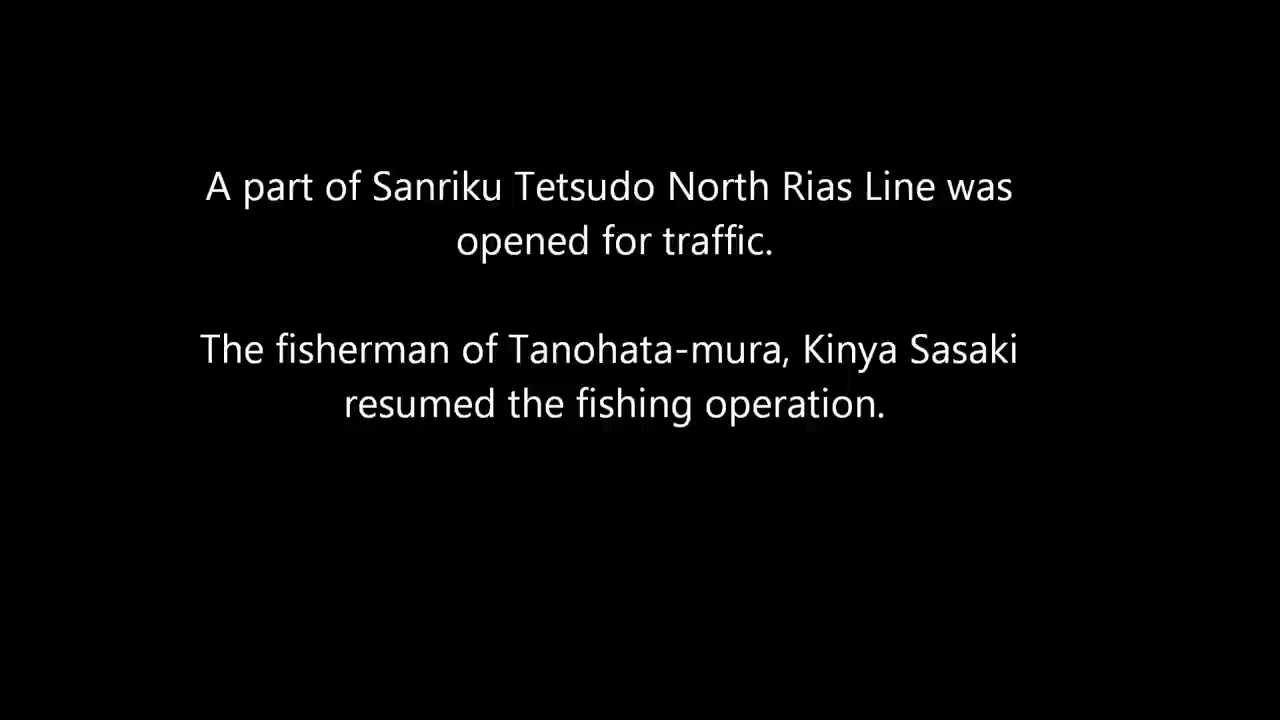 A part of Sanriku Tetsudo North Rias Line was
opened for traffic.
The fisherman of Tanohata-mura, Kinya Sasaki
resumed the fishing operation.